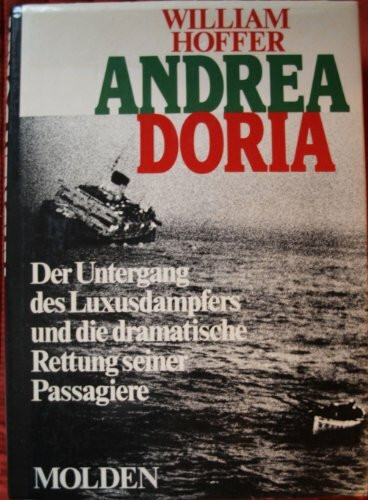 WILLIAM
HOFFER
ANDREA
DORIA
Der Untergang
des Luxusdampfers
und die dramatische
Rettung seiner
Passagiere
MOLDEN